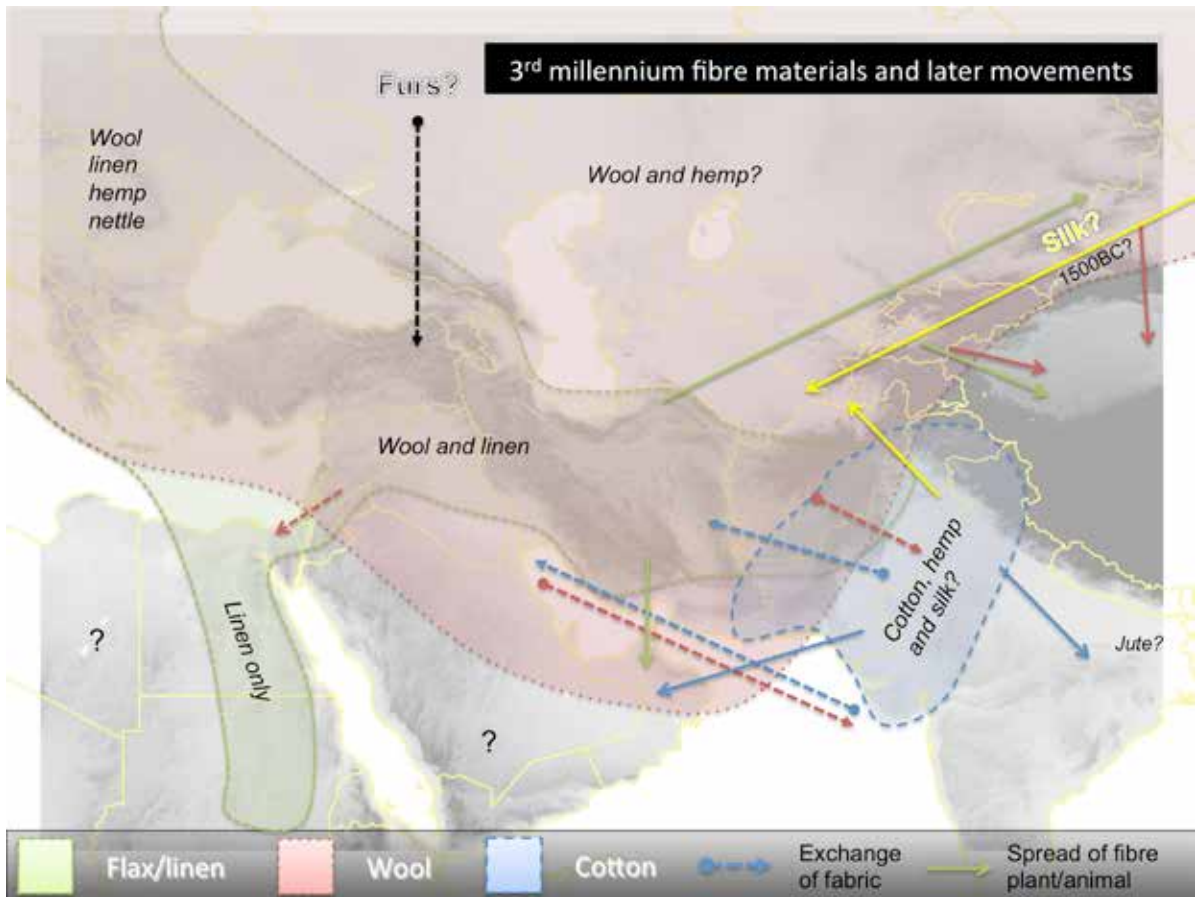 3rd millennium fibre materials and later movements
Furs?
Wool
linen
hemp
nettle
Wool and hemp?
Silk?
1500BC?
Wool and linen
Cotton, hemp
and silk?
Linen only
?
?
Jute?
Flax/linen
Wool
Cotton
Exchange
of fabric
Spread of fibre
plant/animal